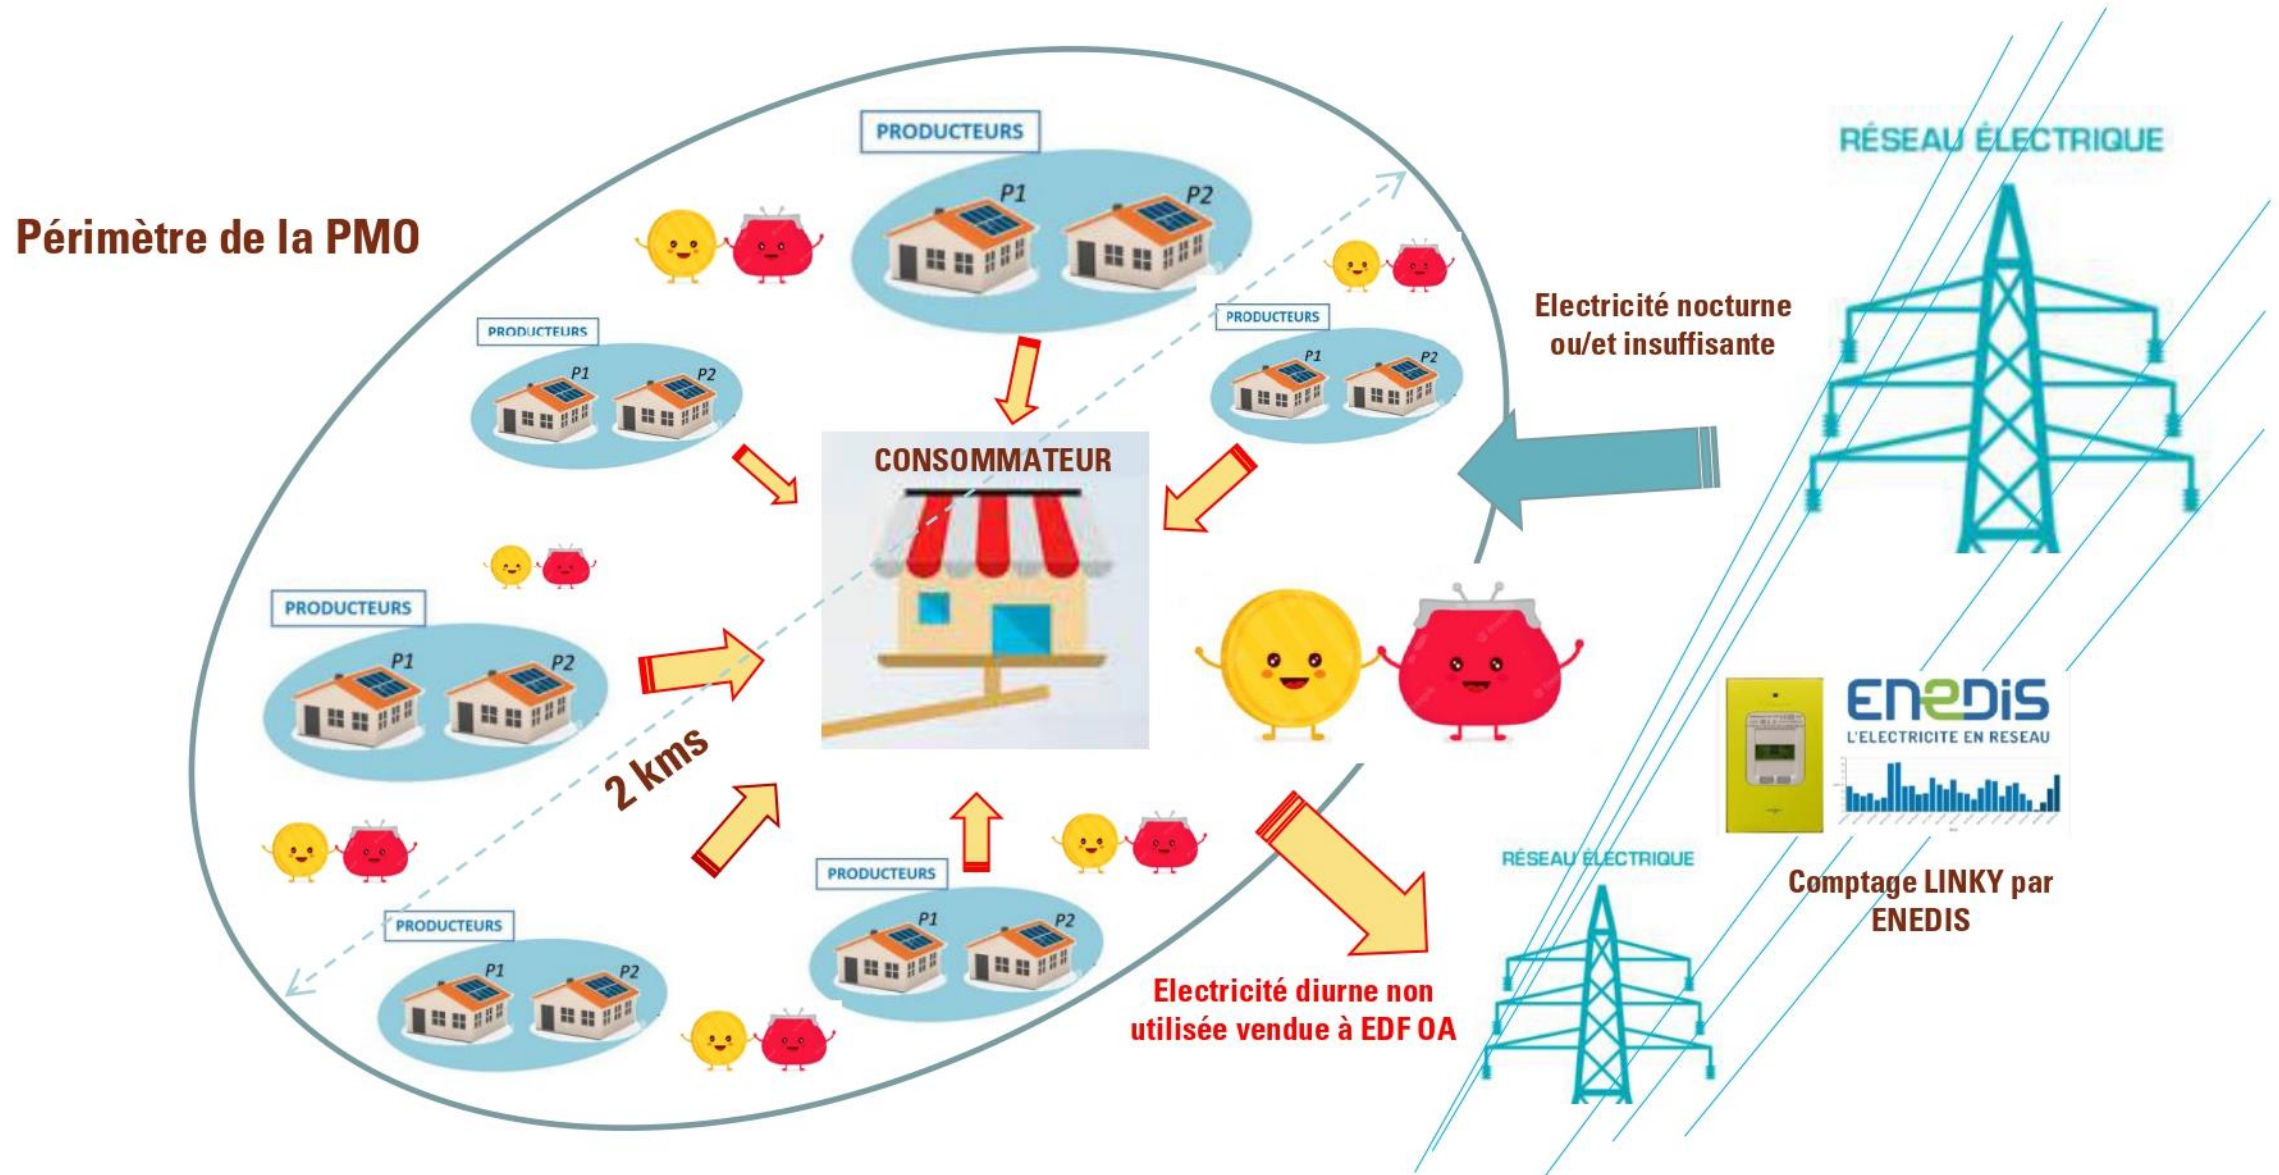 PRODUCTEURS
P1
P2
RÉSEAU ÉLECTRIQUE
Périmètre de la PMO
PRODUCTEURS
P1
P2
PRODUCTEURS
P1
P2
Electricité nocturne
ou/et insuffisante
CONSOMMATEUR
PRODUCTEURS
P1
P2
2 kms
ENEDIS
L'ELECTRICITE EN RESEAU
RÉSEAU ÉLECTRIQUE
Comptage LINKY par
ENEDIS
PRODUCTEURS
P1
P2
PRODUCTEURS
P1
P2
Electricité diurne non
utilisée vendue à EDF OA